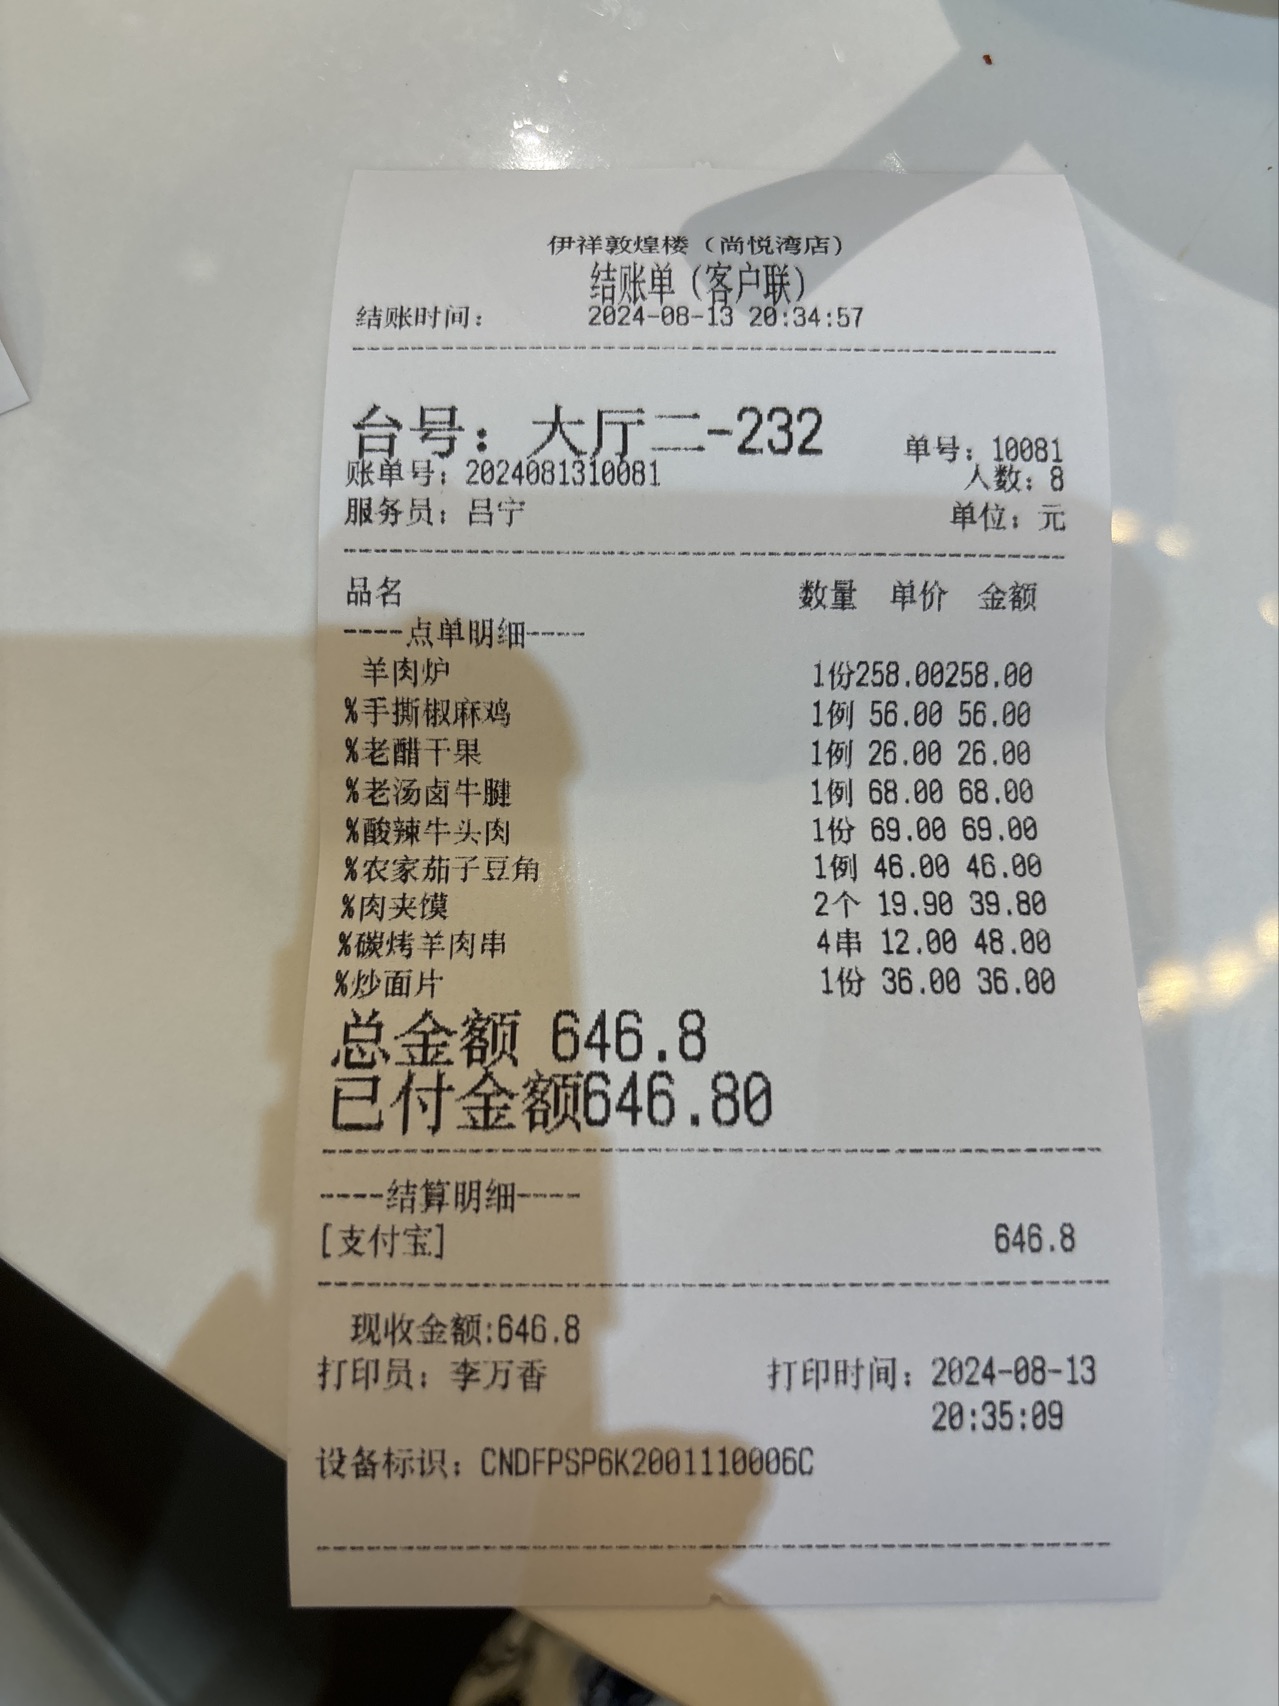 伊祥敦煌楼（尚悦湾店）
结账单（客户联）
结账时间： 2024-08-13 20:34:57
台号：大厅二-232 单号：10081
账单号：2024081310081 人数：8
服务员：吕宁 单位：元
品名 数量 单价 金额
----点单明细----
羊肉炉 1份258.00258.00
%手撕椒麻鸡 1例 56.00 56.00
%老醋干果 1例 26.00 26.00
%老汤卤牛腱 1例 68.00 68.00
%酸辣牛头肉 1份 69.00 69.00
%农家茄子豆角 1例 46.00 46.00
%肉夹馍 2个 19.90 39.80
%碳烤羊肉串 4串 12.00 48.00
%炒面片 1份 36.00 36.00
总金额 646.8
已付金额646.80
----结算明细----
[支付宝] 646.8
现收金额:646.8
打印员：李万香 打印时间：2024-08-13
20:35:09
设备标识：CNDFPSP6K2001110006C